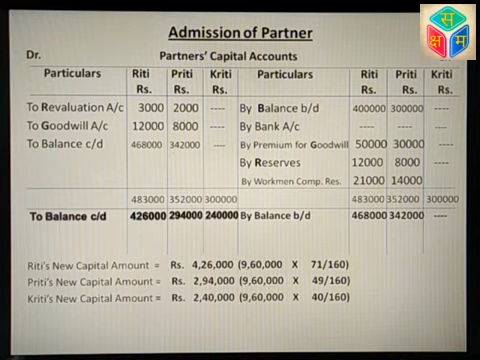 स
क्ष म
Admission of Partner
Dr. Partners' Capital Accounts
Particulars Riti Priti Kriti Particulars Riti Priti Kriti
Rs. Rs. Rs. Rs. Rs. Rs.
To Revaluation A/c 3000 2000 ---- By Balance b/d 400000 300000 ----
To Goodwill A/c 12000 8000 ---- By Bank A/c ---- ---- ----
To Balance c/d 468000 342000 ---- By Premium for Goodwill 50000 30000 ----
By Reserves 12000 8000 ----
By Workmen Comp. Res. 21000 14000
483000 352000 300000 483000 352000 300000
To Balance c/d 426000 294000 240000 By Balance b/d 468000 342000 ----
Riti's New Capital Amount = Rs. 4,26,000 (9,60,000 X 71/160)
Priti's New Capital Amount = Rs. 2,94,000 (9,60,000 X 49/160)
Kriti's New Capital Amount = Rs. 2,40,000 (9,60,000 X 40/160)